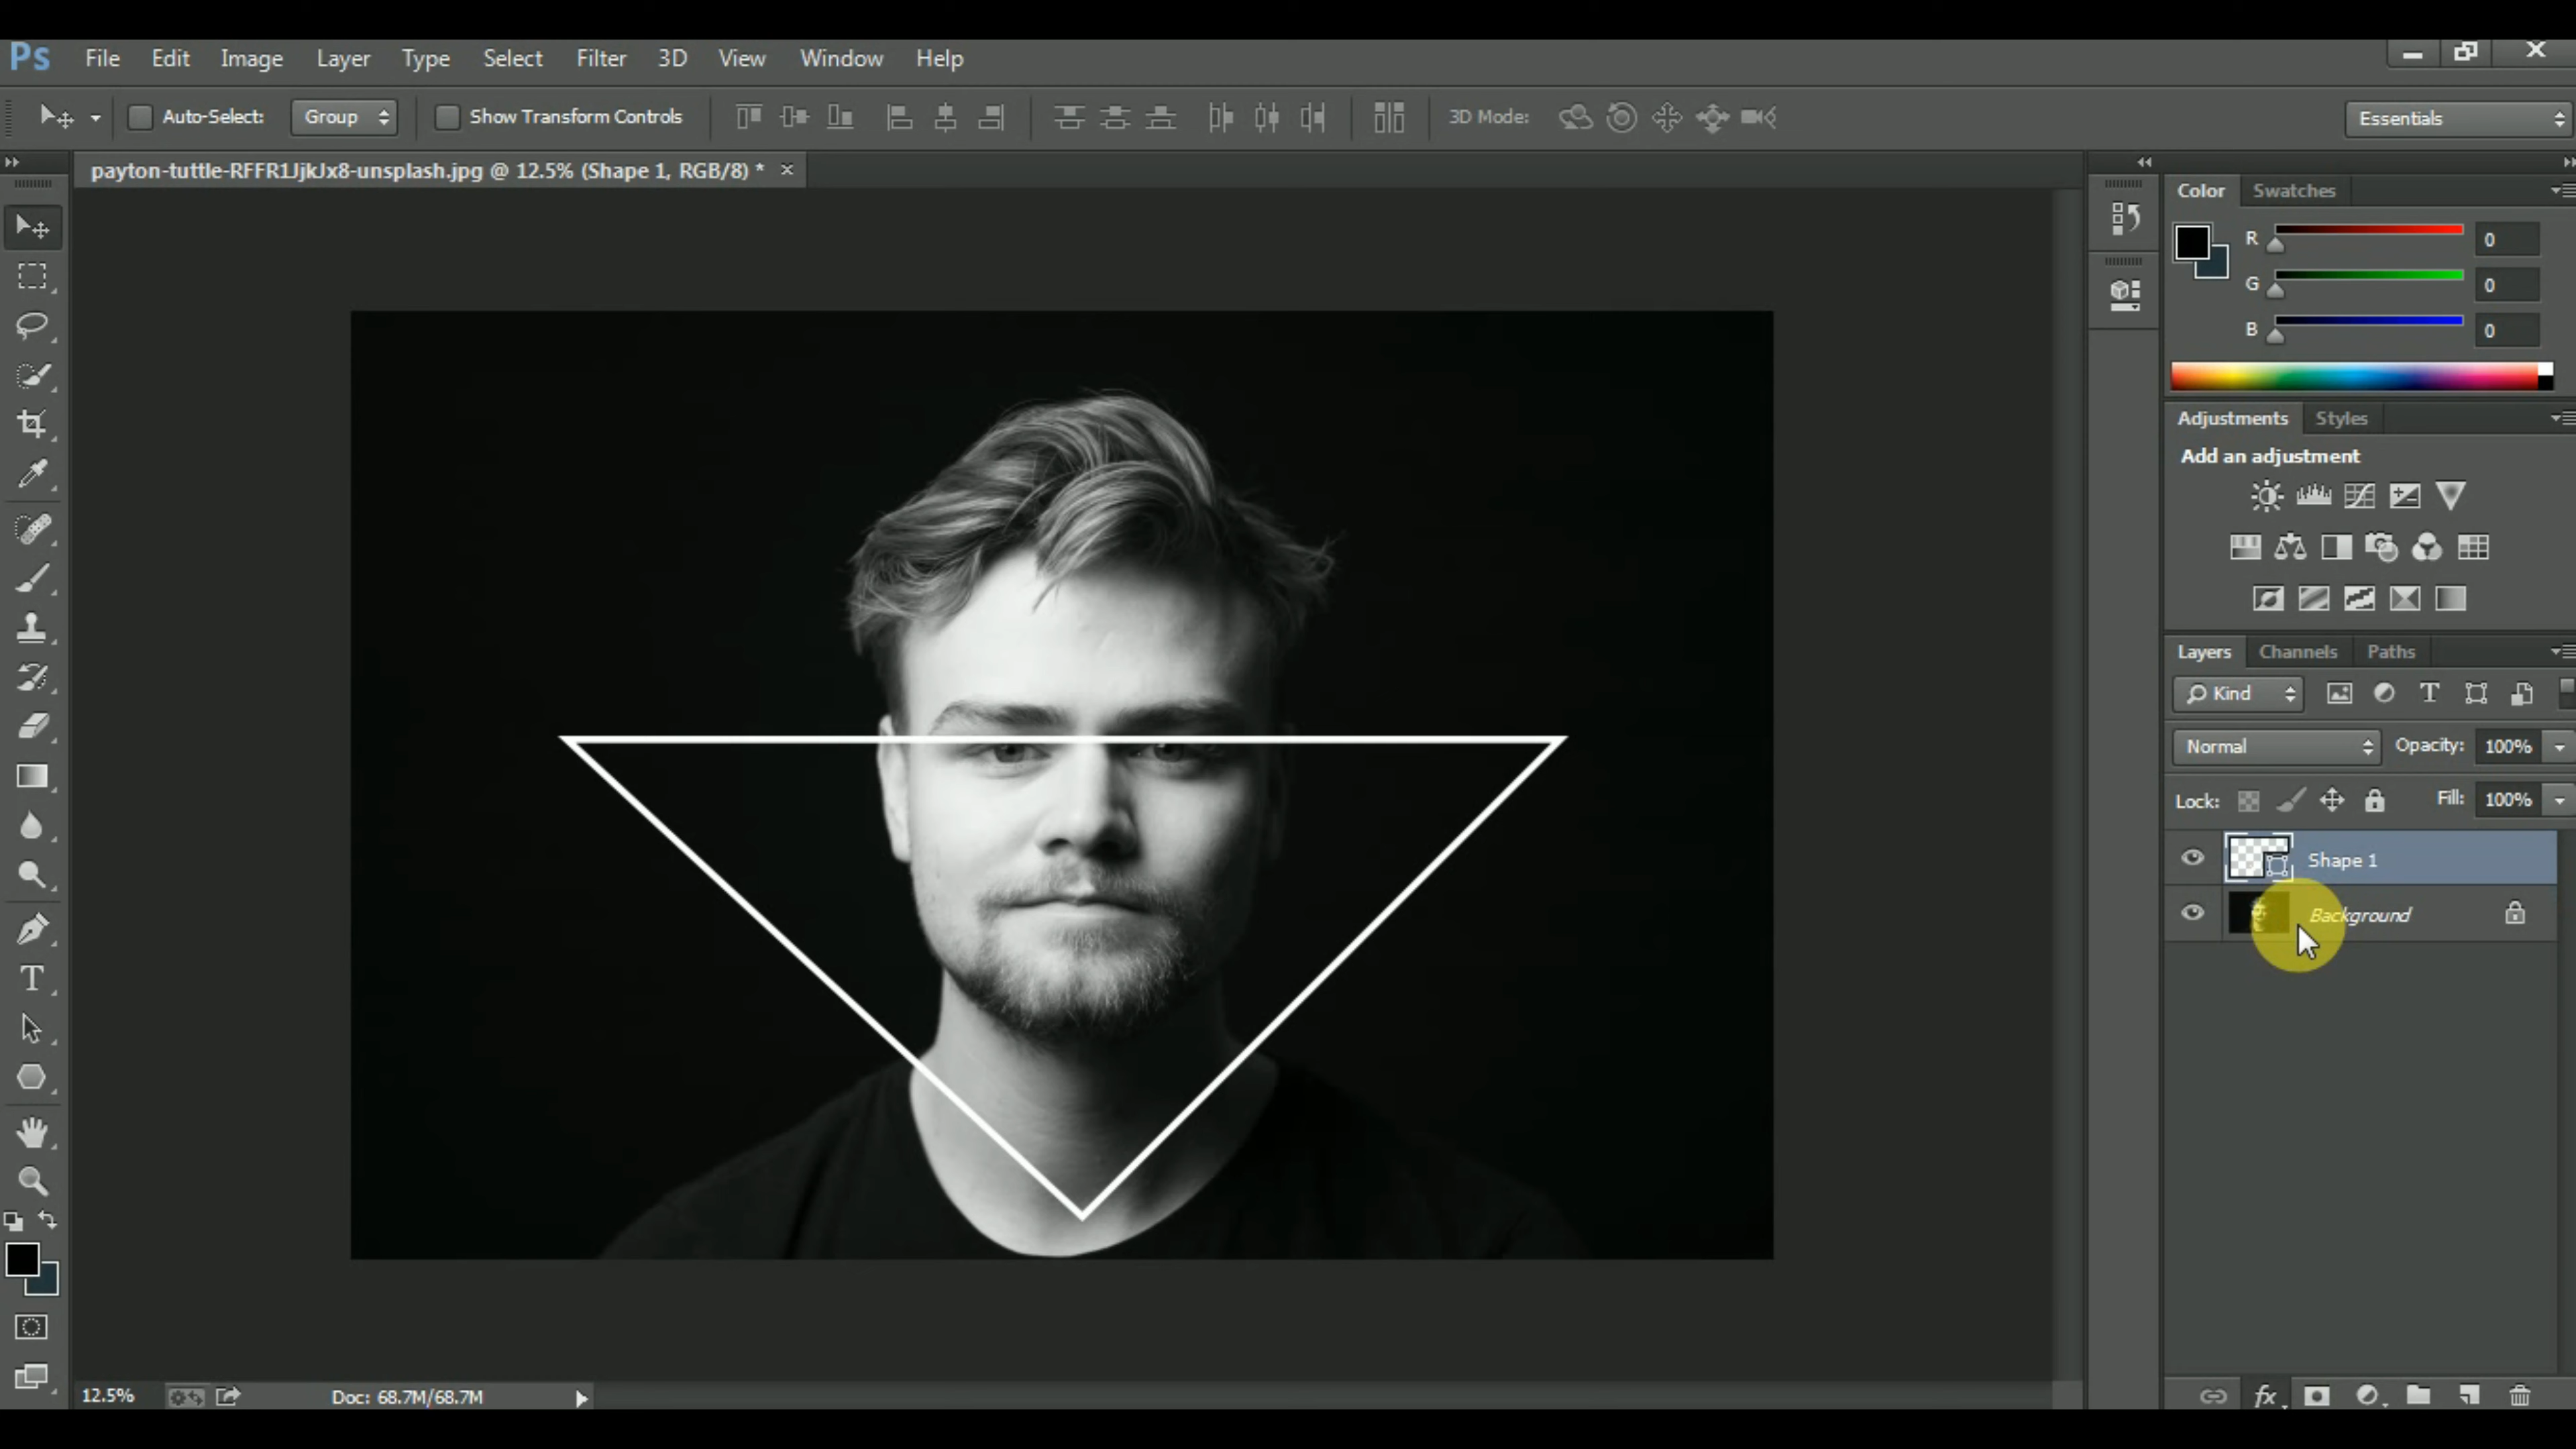 Ps File Edit Image Layer Type Select Filter 3D View Window Help
Auto-Select: Group Show Transform Controls 3D Mode: Essentials
payton-tuttle-RFFR1JjkJx8-unsplash.jpg @ 12.5% (Shape 1, RGB/8) *
Color Swatches
R 0
G 0
B 0
Adjustments Styles
Add an adjustment
Layers Channels Paths
Kind
Normal Opacity: 100%
Lock: Fill: 100%
Shape 1
Background
T
fx
12.5% Doc: 68.7M/68.7M